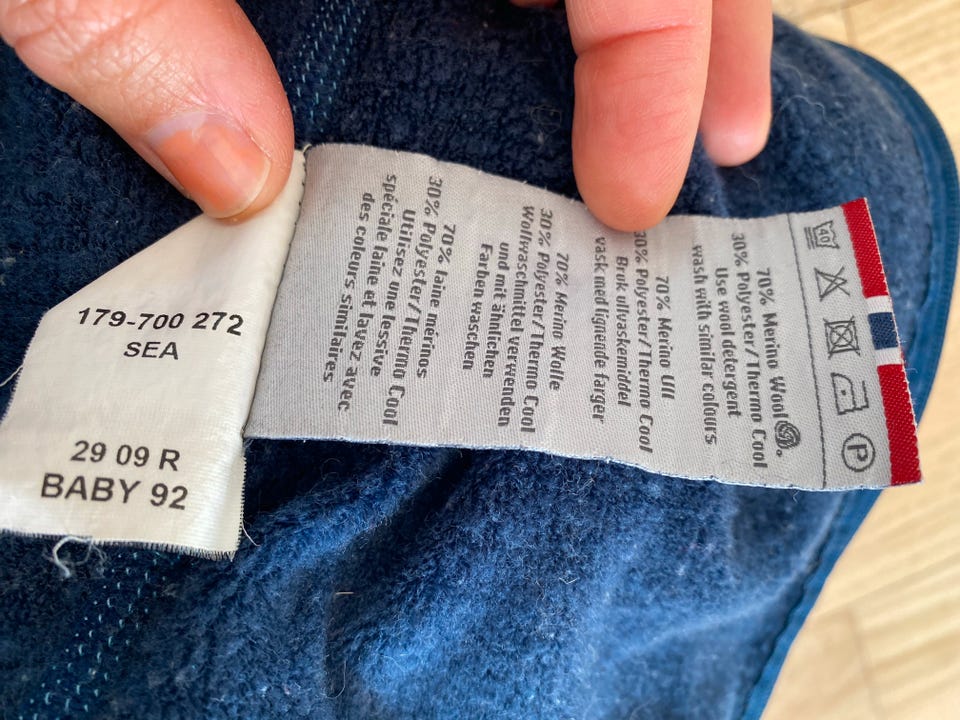 179-700 272
SEA
29 09 R
BABY 92
40
P
70% Merino Wool
30% Polyester/Thermo Cool
Use wool detergent
wash with similar colours
70% Merino Ull
30% Polyester/Thermo Cool
Bruk ullvaskemiddel
vask med lignende farger
70% Merino Wolle
30% Polyester/Thermo Cool
Wollwaschmittel verwenden
und mit ähnlichen
Farben waschen
70% laine mérinos
30% Polyester/Thermo Cool
Utilisez une lessive
spéciale laine et lavez avec
des couleurs similaires